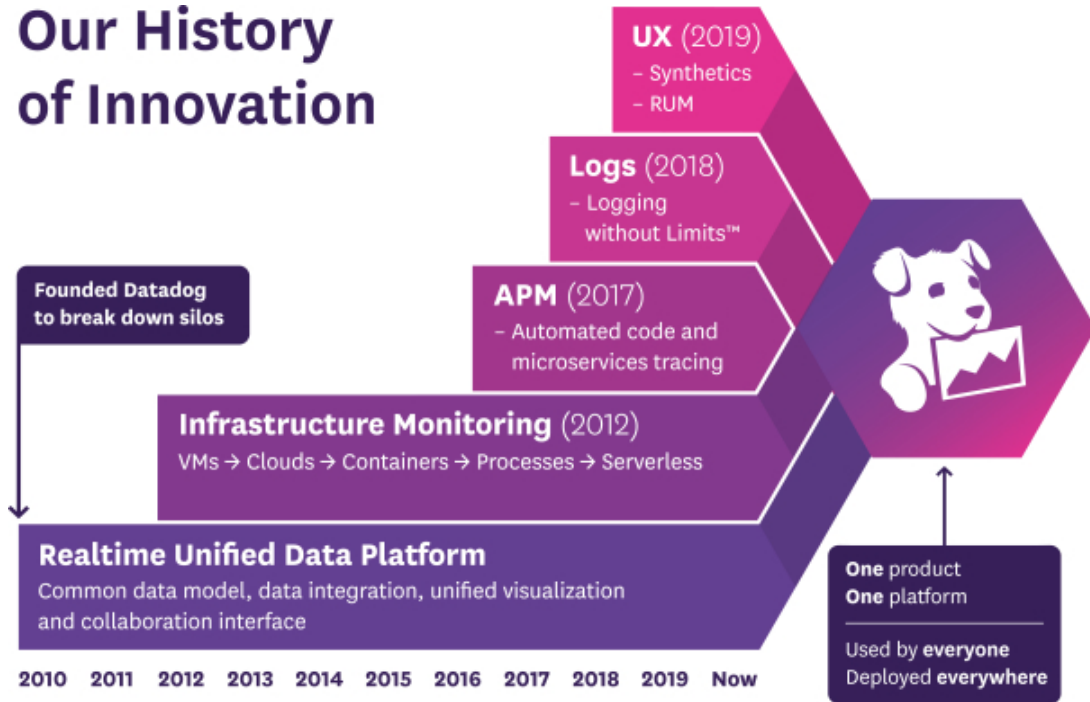 Our History
of Innovation
UX (2019)
– Synthetics
– RUM
Logs (2018)
– Logging
without Limits™
Founded Datadog
to break down silos
APM (2017)
– Automated code and
microservices tracing
Infrastructure Monitoring (2012)
VMs → Clouds → Containers → Processes → Serverless
Realtime Unified Data Platform
Common data model, data integration, unified visualization
and collaboration interface
One product
One platform
Used by everyone
Deployed everywhere
2010 2011 2012 2013 2014 2015 2016 2017 2018 2019 Now